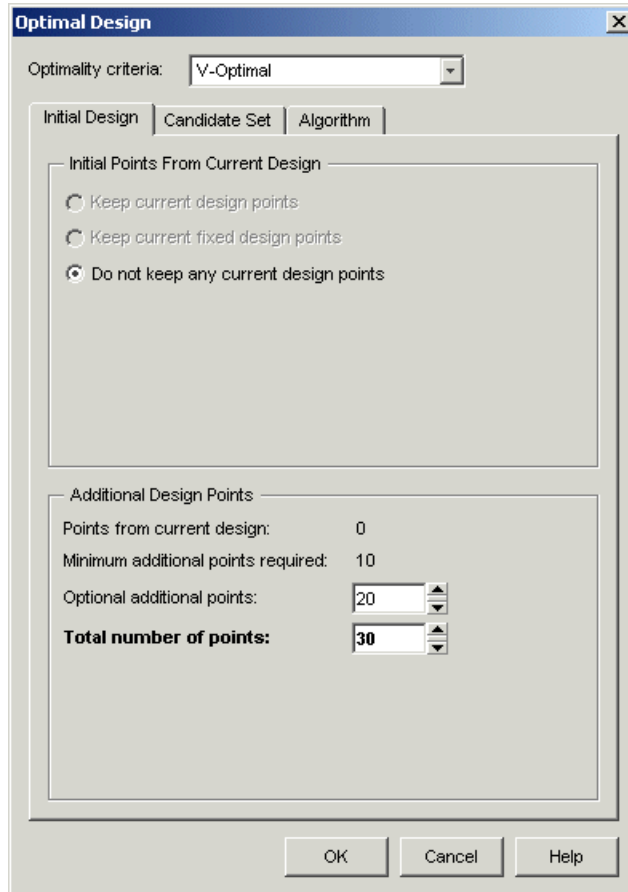 Optimal Design
Optimality criteria: V-Optimal
Initial Design Candidate Set Algorithm
Initial Points From Current Design
Keep current design points
Keep current fixed design points
Do not keep any current design points
Additional Design Points
Points from current design: 0
Minimum additional points required: 10
Optional additional points: 20
Total number of points: 30
OK Cancel Help